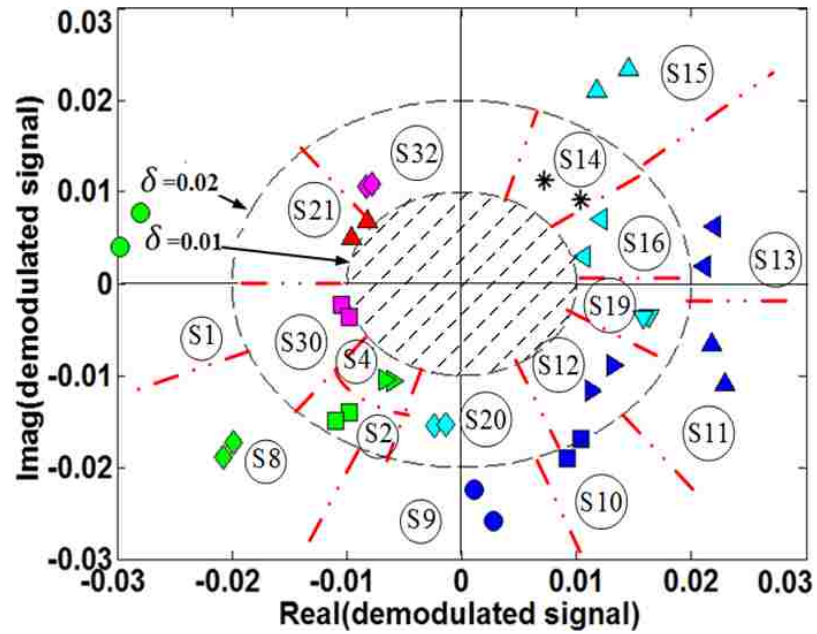 0.03
0.02
0.01
0
-0.01
-0.02
-0.03
Imag(demodulated signal)
S15
S32
S14
δ=0.02
S21
δ=0.01
S16
S13
S19
S1
S30
S4
S12
S2
S20
S11
S8
S10
S9
-0.03
-0.02
-0.01
0
0.01
0.02
0.03
Real(demodulated signal)